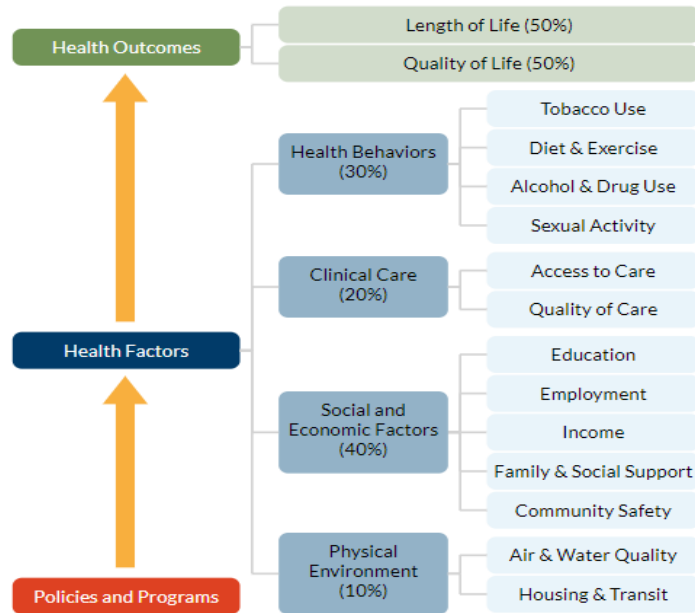 Health Outcomes
Length of Life (50%)
Quality of Life (50%)
Health Factors
Health Behaviors
(30%)
Tobacco Use
Diet & Exercise
Alcohol & Drug Use
Sexual Activity
Clinical Care
(20%)
Access to Care
Quality of Care
Social and
Economic Factors
(40%)
Education
Employment
Income
Family & Social Support
Community Safety
Physical
Environment
(10%)
Air & Water Quality
Housing & Transit
Policies and Programs